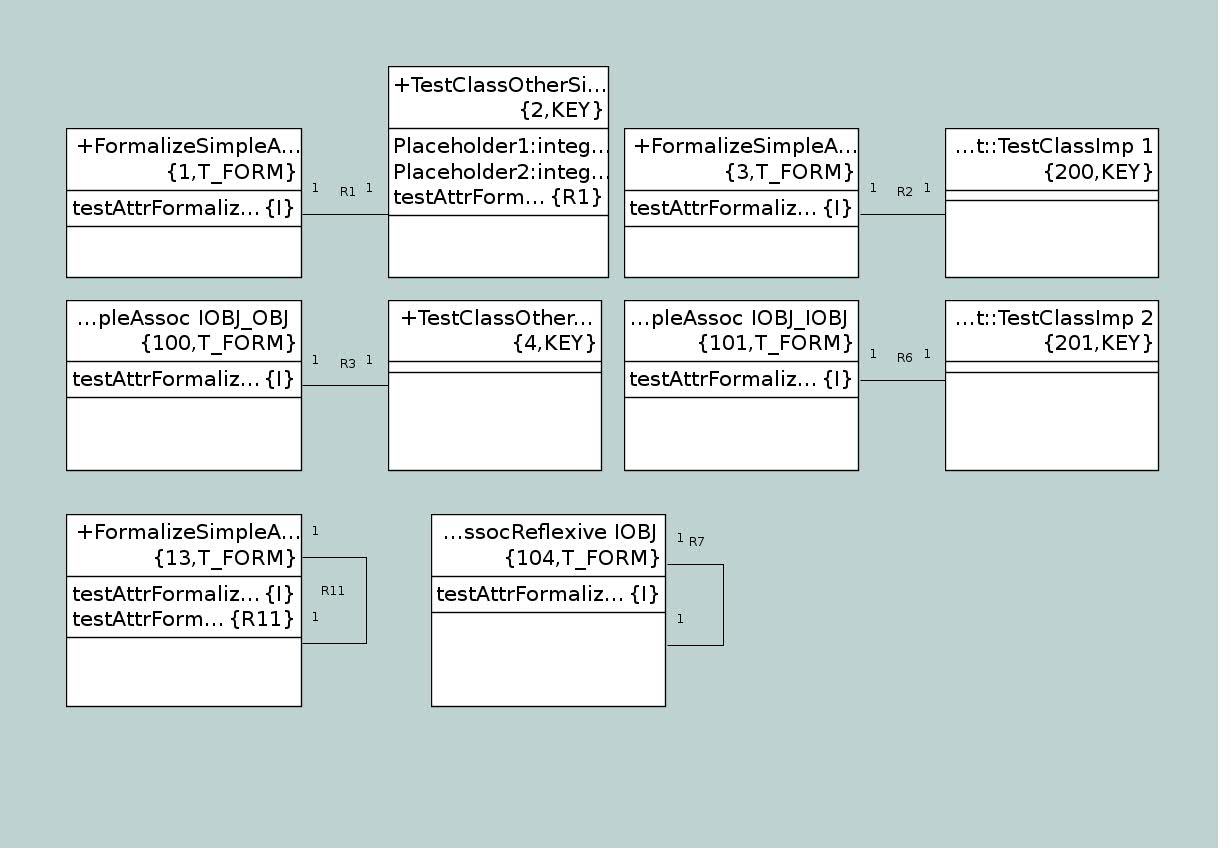 +TestClassOtherSi...
{2,KEY}
Placeholder1:integ...
Placeholder2:integ...
testAttrForm... {R1}
+FormalizeSimpleA...
{1,T_FORM}
testAttrFormaliz... {I}
1 R1 1
+FormalizeSimpleA...
{3,T_FORM}
testAttrFormaliz... {I}
1 R2 1
...t::TestClassImp 1
{200,KEY}
...pleAssoc IOBJ_OBJ
{100,T_FORM}
testAttrFormaliz... {I}
1 R3 1
+TestClassOther...
{4,KEY}
...pleAssoc IOBJ_IOBJ
{101,T_FORM}
testAttrFormaliz... {I}
1 R6 1
...t::TestClassImp 2
{201,KEY}
+FormalizeSimpleA...
{13,T_FORM}
testAttrFormaliz... {I}
testAttrForm... {R11}
1
R11
1
...ssocReflexive IOBJ
{104,T_FORM}
testAttrFormaliz... {I}
1 R7
1